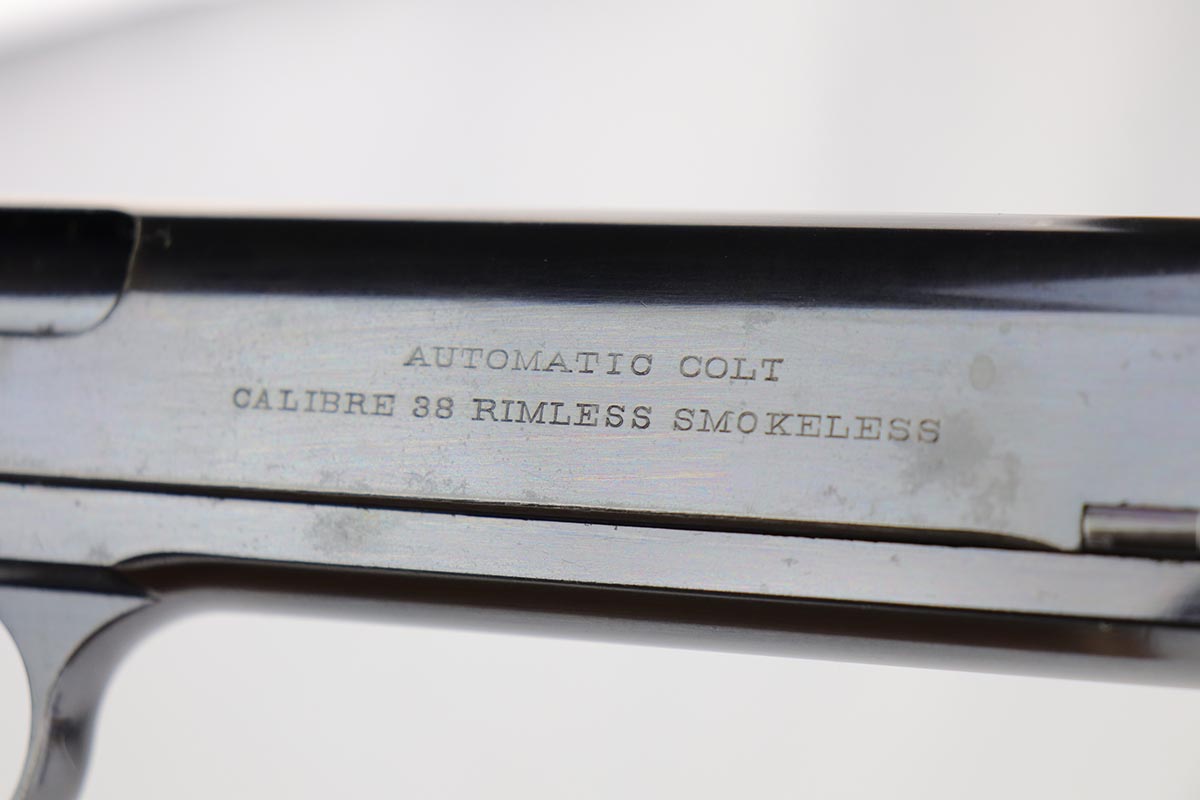 AUTOMATIC COLT
CALIBRE 38 RIMLESS SMOKELESS